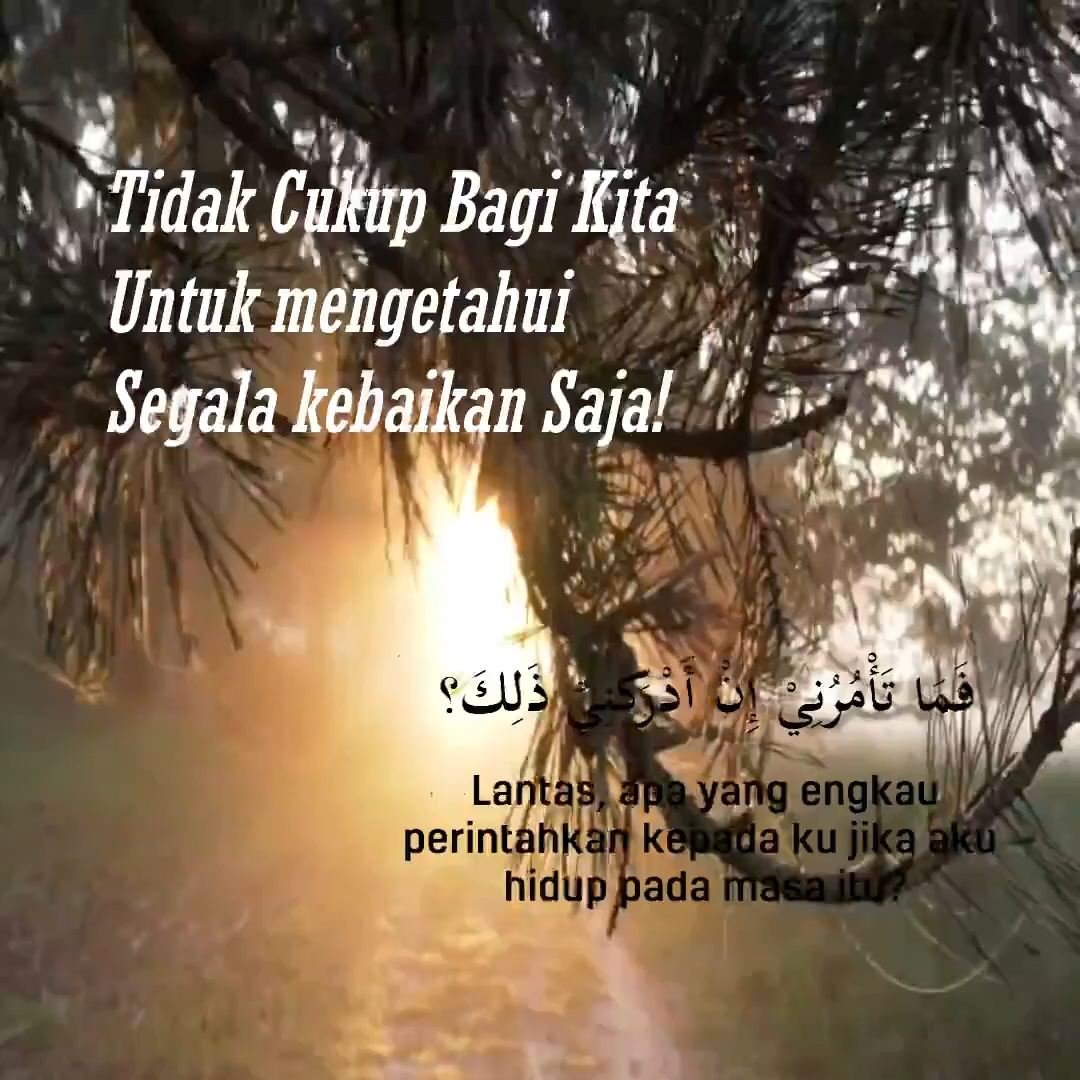 Tidak Cukup Bagi Kita
Untuk mengetahui
Segala kebaikan Saja!
فَمَا تَأْمُرُنِيْ إِنْ أَدْرَكَنِيْ ذَلِكَ؟
Lantas, apa yang engkau
perintahkan kepada ku jika aku
hidup pada masa itu?